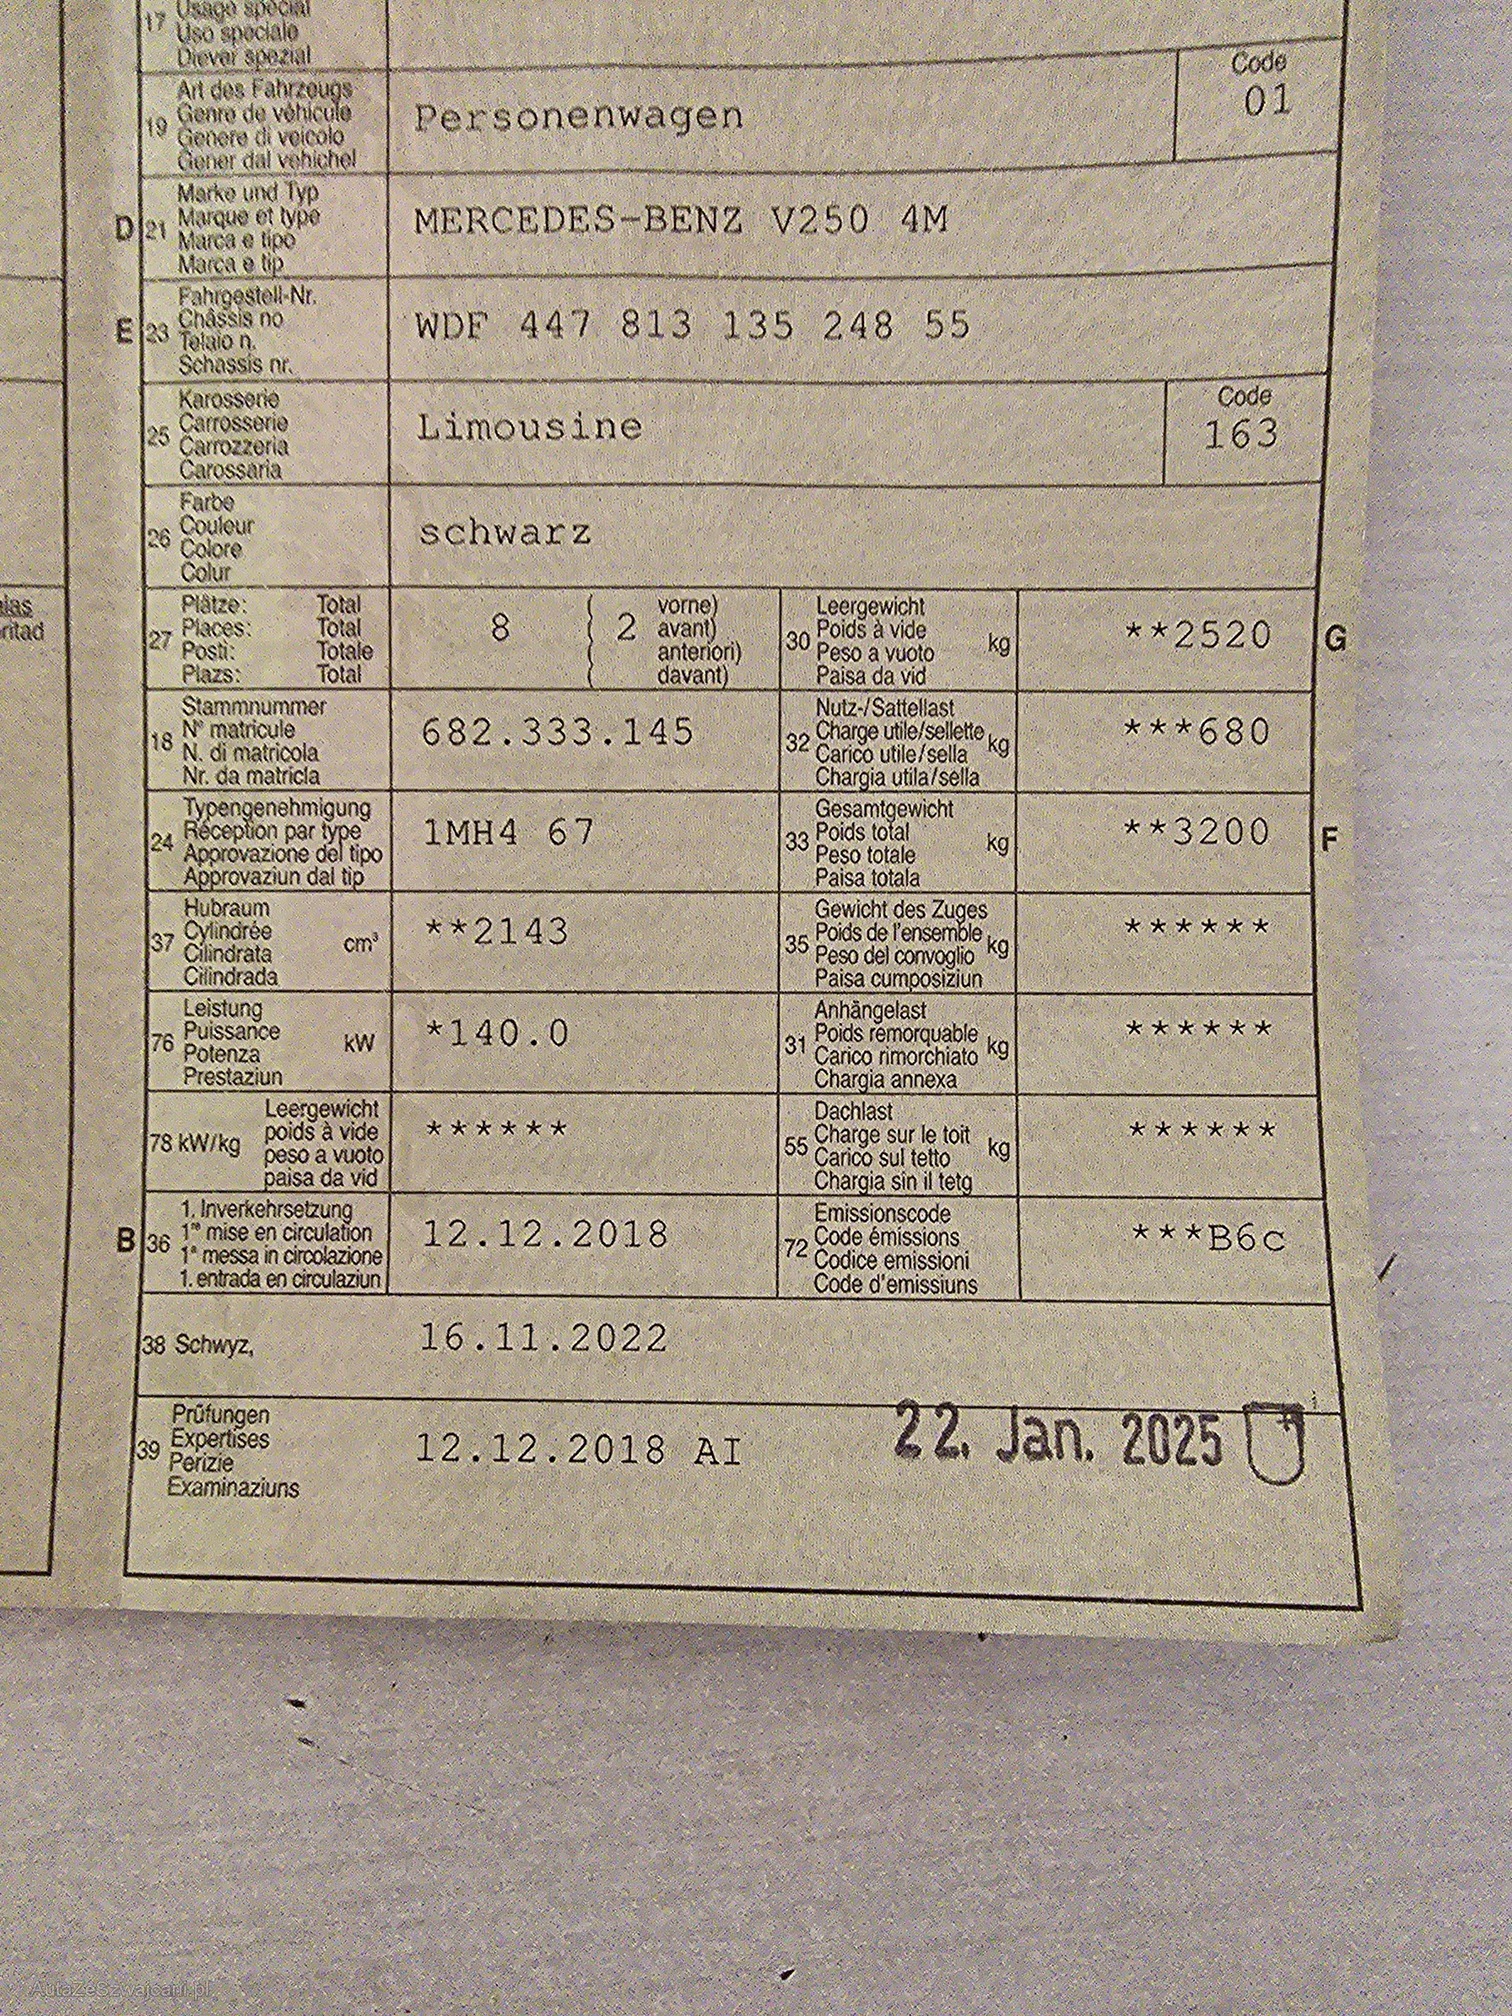 17 Usage spécial
Uso speciale
Diever spezial
19 Art des Fahrzeugs
Genre de véhicule
Genere di veicolo
Gener dal vehichel
Personenwagen
Code
01
D 21 Marke und Typ
Marque et type
Marca e tipo
Marca e tip
MERCEDES-BENZ V250 4M
E 23 Fahrgestell-Nr.
Châssis no
Telaio n.
Schassis nr.
WDF 447 813 135 248 55
25 Karosserie
Carrosserie
Carrozzeria
Carossaria
Limousine
Code
163
26 Farbe
Couleur
Colore
Colur
schwarz
27 Plätze: Total
Places: Total
Posti: Totale
Plazs: Total
8 ( 2 vorne)
( avant)
( anteriori)
( davant)
30 Leergewicht
Poids à vide
Peso a vuoto
Paisa da vid
kg
**2520 G
18 Stammnummer
N° matricule
N. di matricola
Nr. da matricla
682.333.145
32 Nutz-/Sattellast
Charge utile/sellette
Carico utile/sella
Chargia utila/sella
kg
***680
24 Typengenehmigung
Réception par type
Approvazione del tipo
Approvaziun dal tip
1MH4 67
33 Gesamtgewicht
Poids total
Peso totale
Paisa totala
kg
**3200 F
37 Hubraum
Cylindrée
Cilindrata
Cilindrada
cm³
**2143
35 Gewicht des Zuges
Poids de l'ensemble
Peso del convoglio
Paisa cumposiziun
kg
******
76 Leistung
Puissance
Potenza
Prestaziun
kW
*140.0
31 Anhängelast
Poids remorquable
Carico rimorchiato
Chargia annexa
kg
******
78 kW/kg Leergewicht
poids à vide
peso a vuoto
paisa da vid
******
55 Dachlast
Charge sur le toit
Carico sul tetto
Chargia sin il tetg
kg
******
B 36 1. Inverkehrsetzung
1re mise en circulation
1a messa in circolazione
1. entrada en circulaziun
12.12.2018
72 Emissionscode
Code émissions
Codice emissioni
Code d'emissiuns
***B6c
38 Schwyz,
16.11.2022
39 Prüfungen
Expertises
Perizie
Examinaziuns
12.12.2018 AI
22. Jan. 2025
AutaZeSzwajcarii.pl